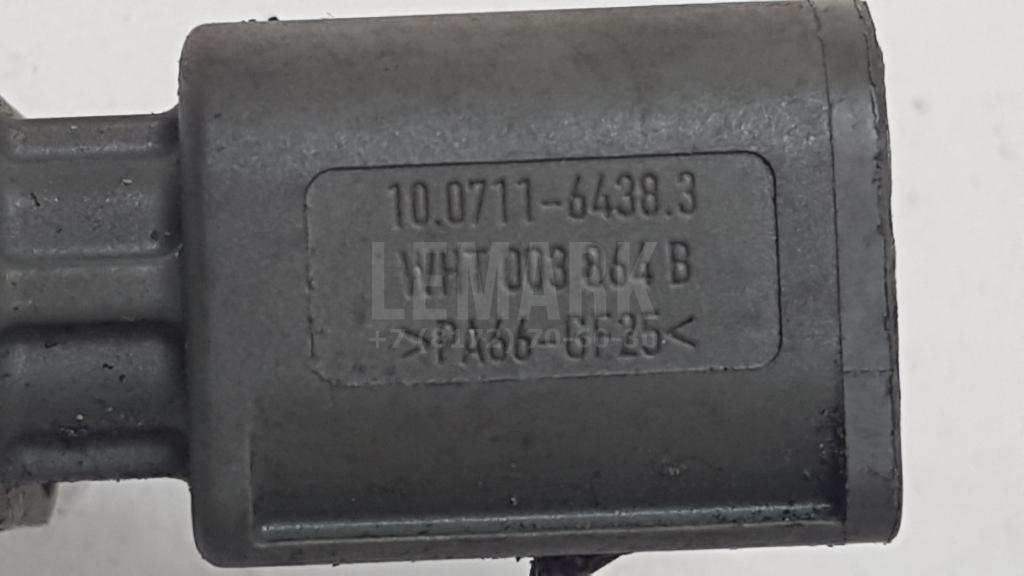 10.0711-6438.3
WHT 003 864 B
LEMARK
>PA66-GF25<